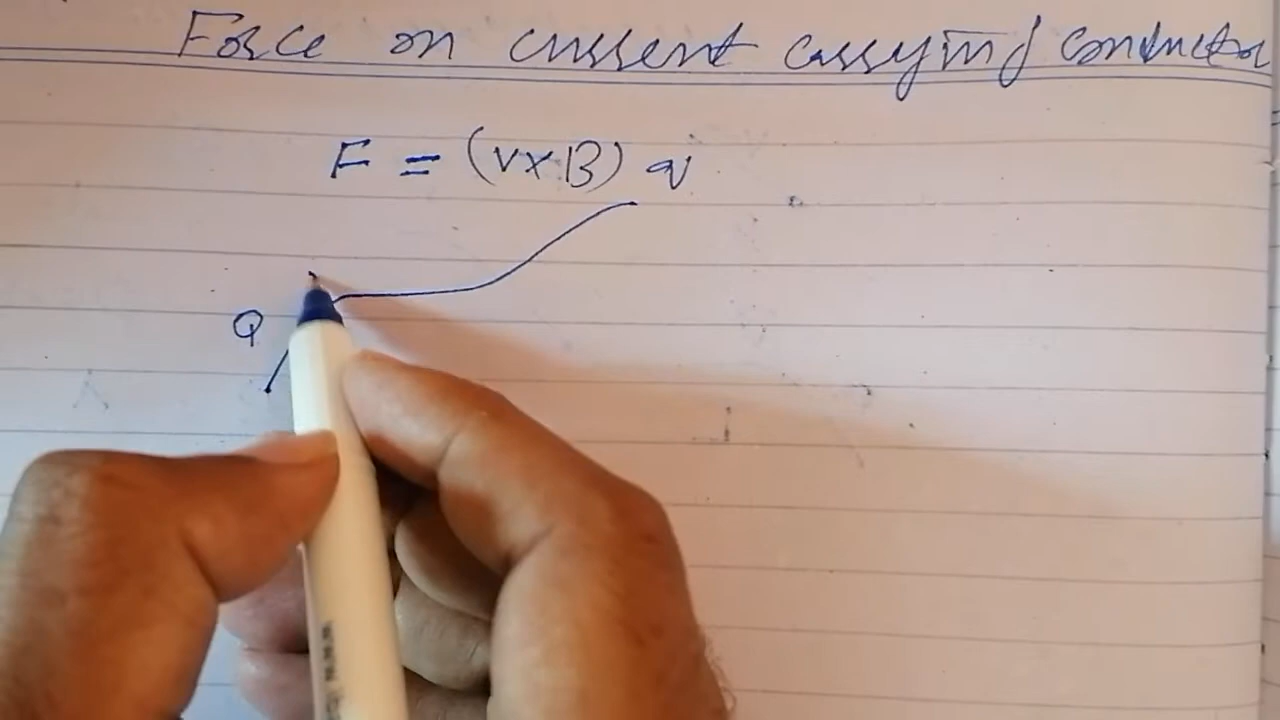 Force on current carrying conductor
F = (V×B) q
Q